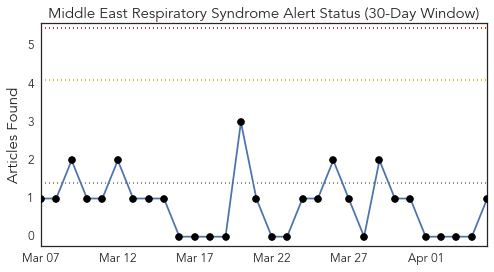 Middle East Respiratory Syndrome Alert Status (30-Day Window)
Articles Found
5
4
3
2
1
0
Mar 07 Mar 12 Mar 17 Mar 22 Mar 27 Apr 01